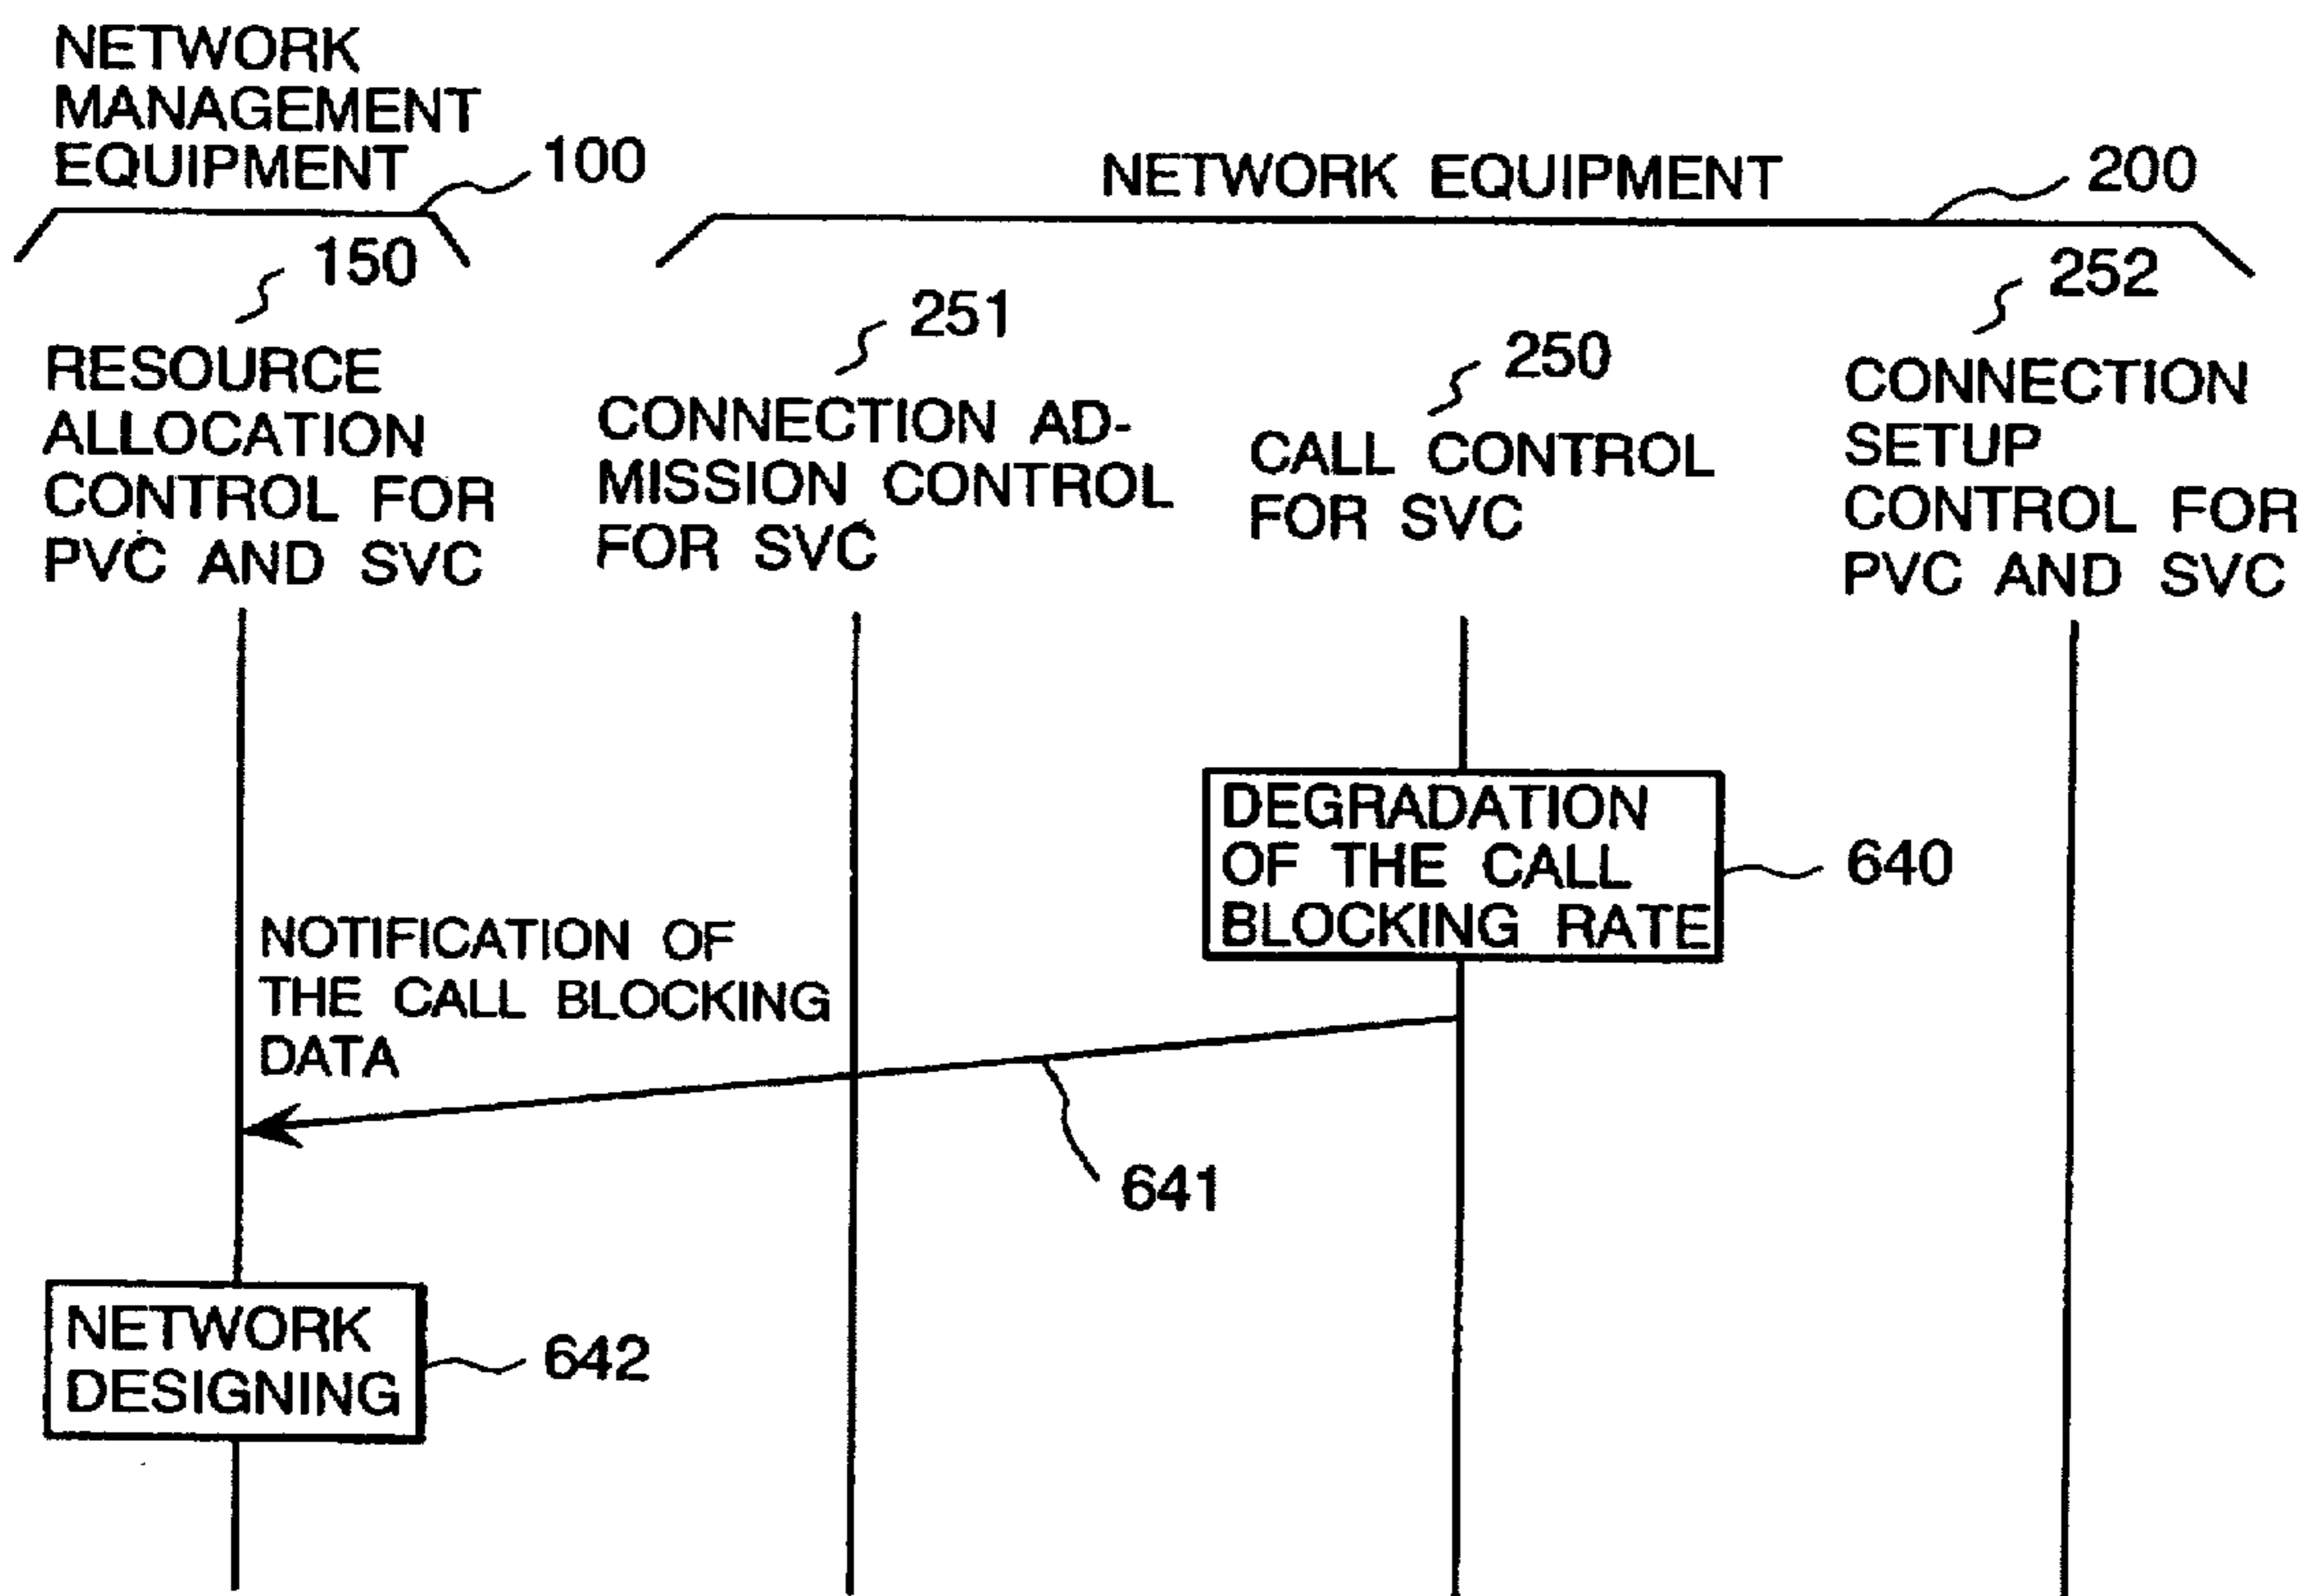 NETWORK
MANAGEMENT
EQUIPMENT
100
NETWORK EQUIPMENT
200
150
RESOURCE
ALLOCATION
CONTROL FOR
PVC AND SVC
251
CONNECTION AD-
MISSION CONTROL
FOR SVC
250
CALL CONTROL
FOR SVC
252
CONNECTION
SETUP
CONTROL FOR
PVC AND SVC
DEGRADATION
OF THE CALL
BLOCKING RATE
640
NOTIFICATION OF
THE CALL BLOCKING
DATA
641
NETWORK
DESIGNING
642